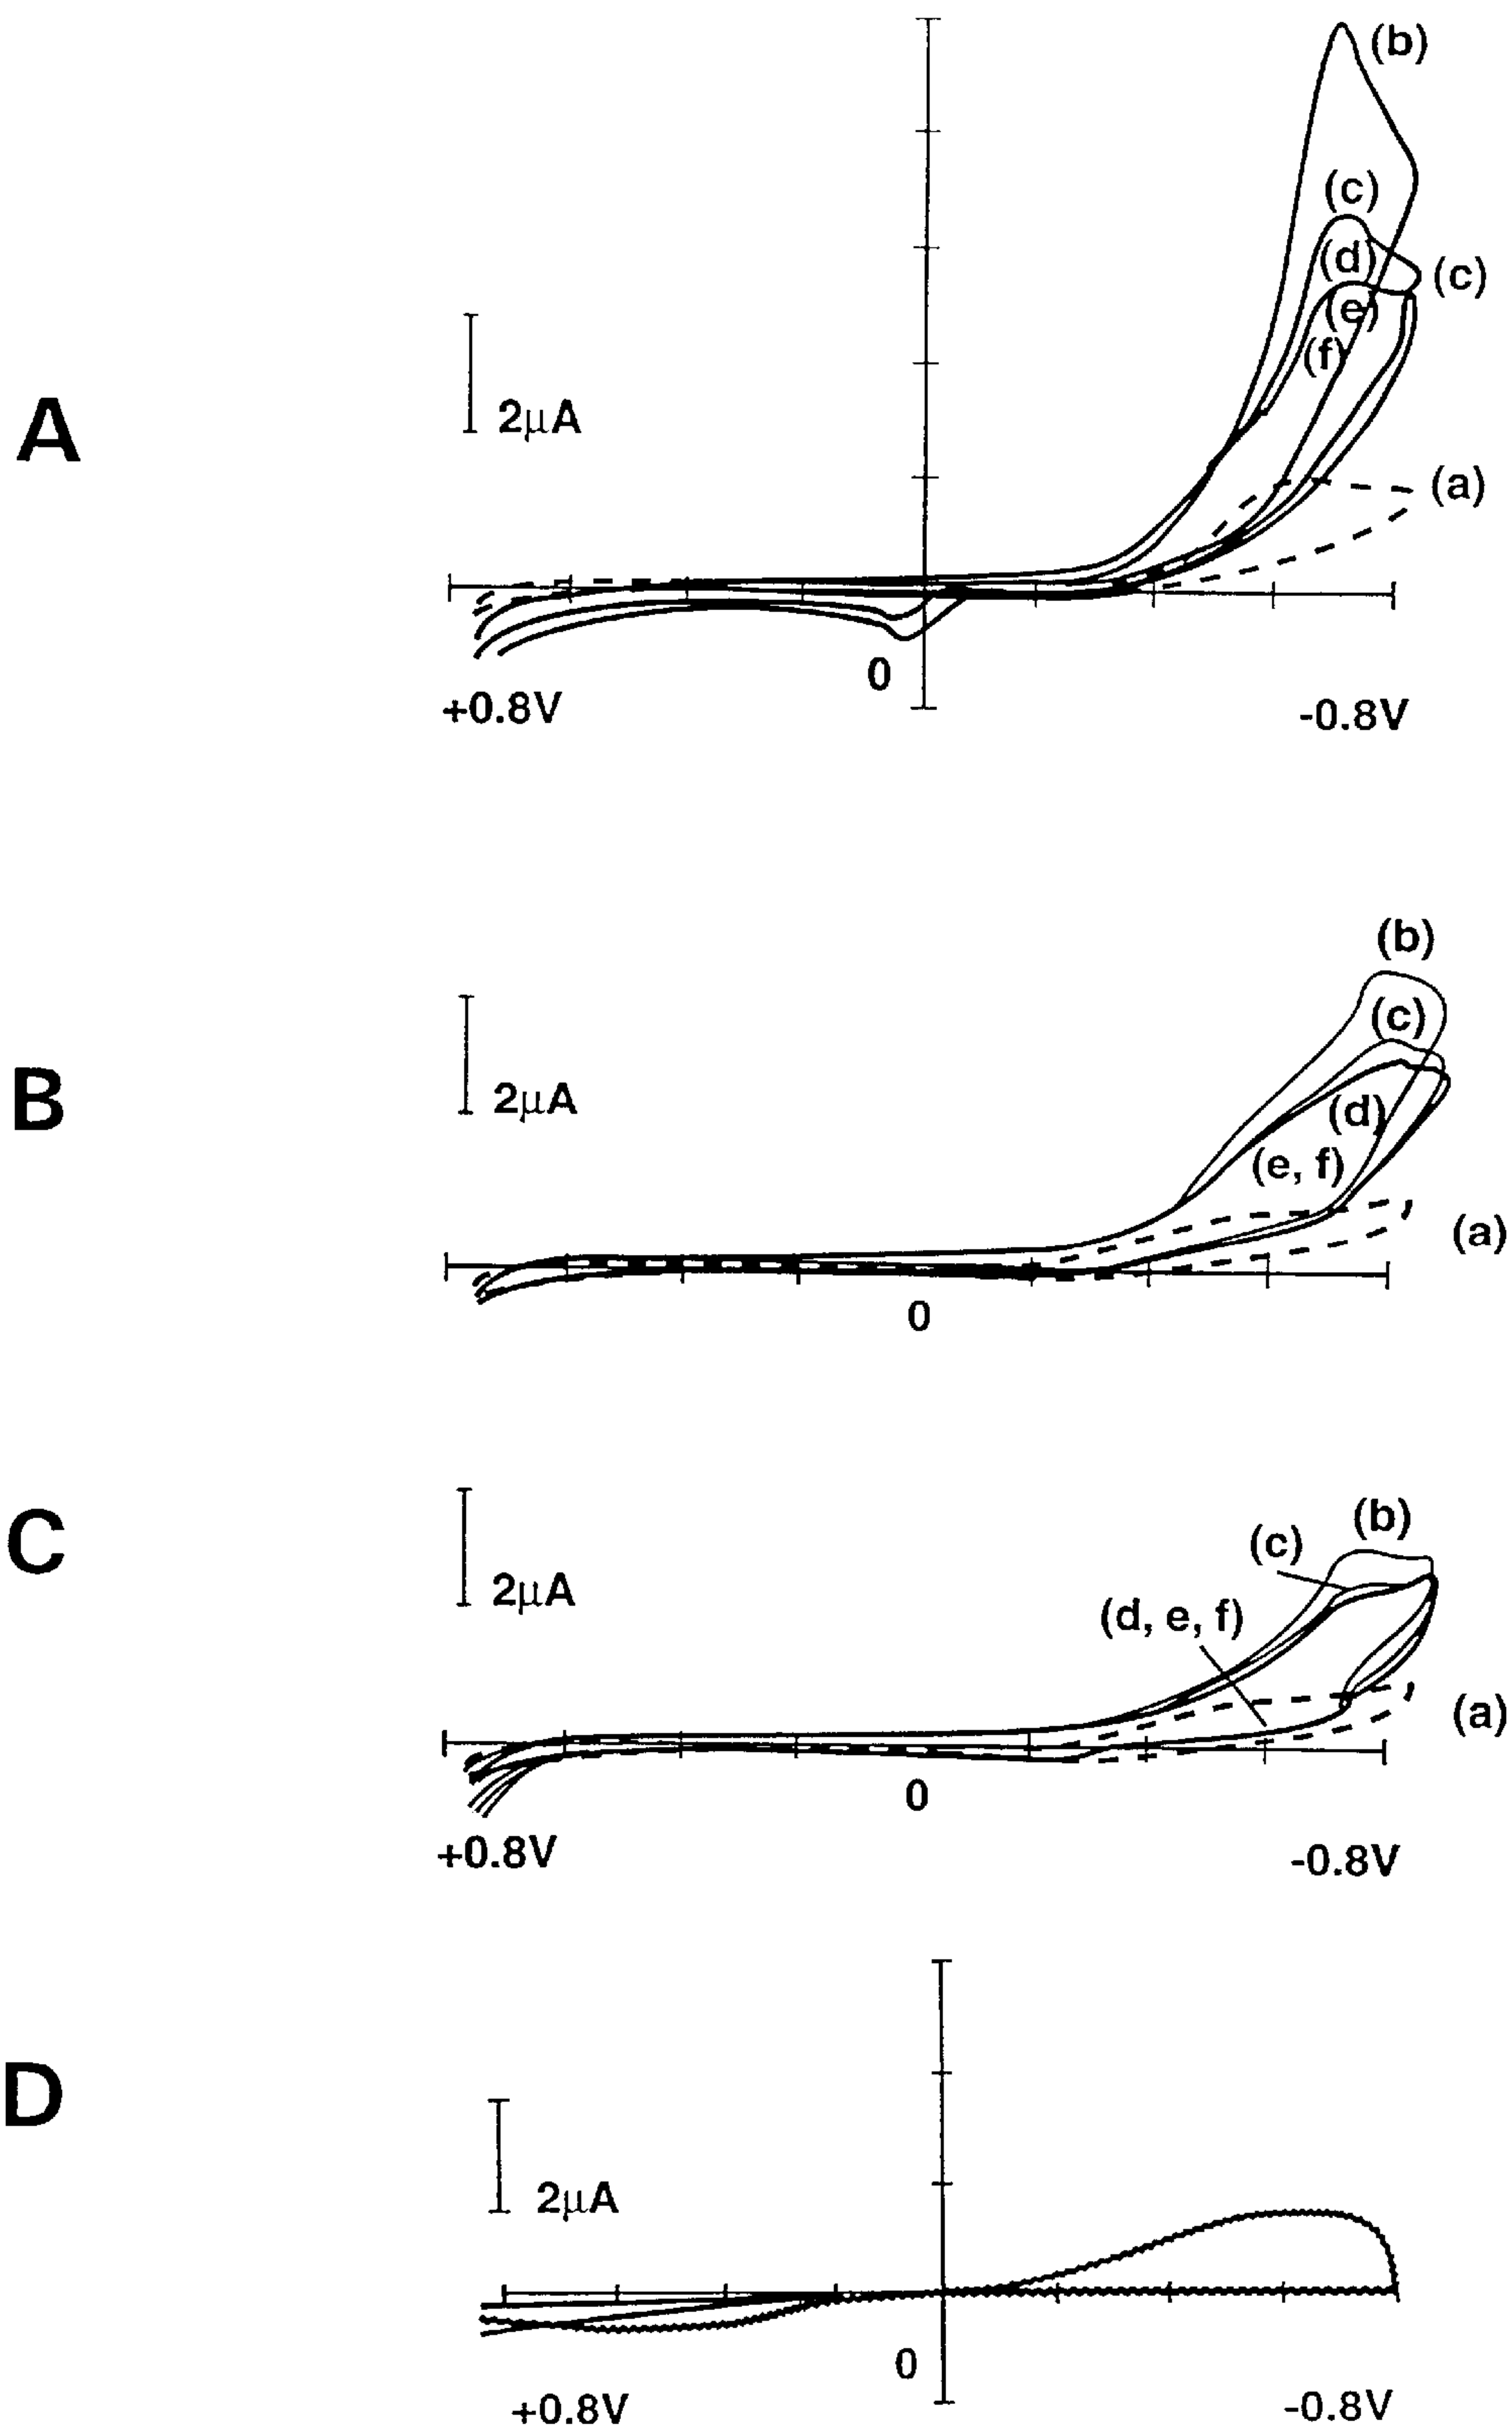 (b)
(c)
(d)
(c)
(e)
(f)
A
2μA
(a)
0
+0.8V
-0.8V
(b)
(c)
B
2μA
(d)
(e, f)
(a)
0
(b)
C
(c)
2μA
(d, e, f)
(a)
0
+0.8V
-0.8V
D
2μA
0
+0.8V
-0.8V